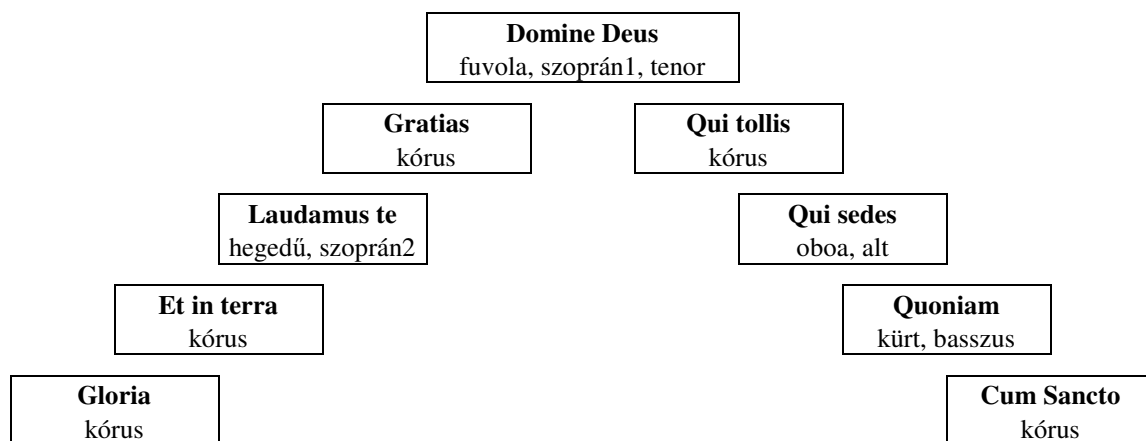 Domine Deus
fuvola, szoprán1, tenor
Gratias
kórus
Qui tollis
kórus
Laudamus te
hegedű, szoprán2
Qui sedes
oboa, alt
Et in terra
kórus
Quoniam
kürt, basszus
Gloria
kórus
Cum Sancto
kórus